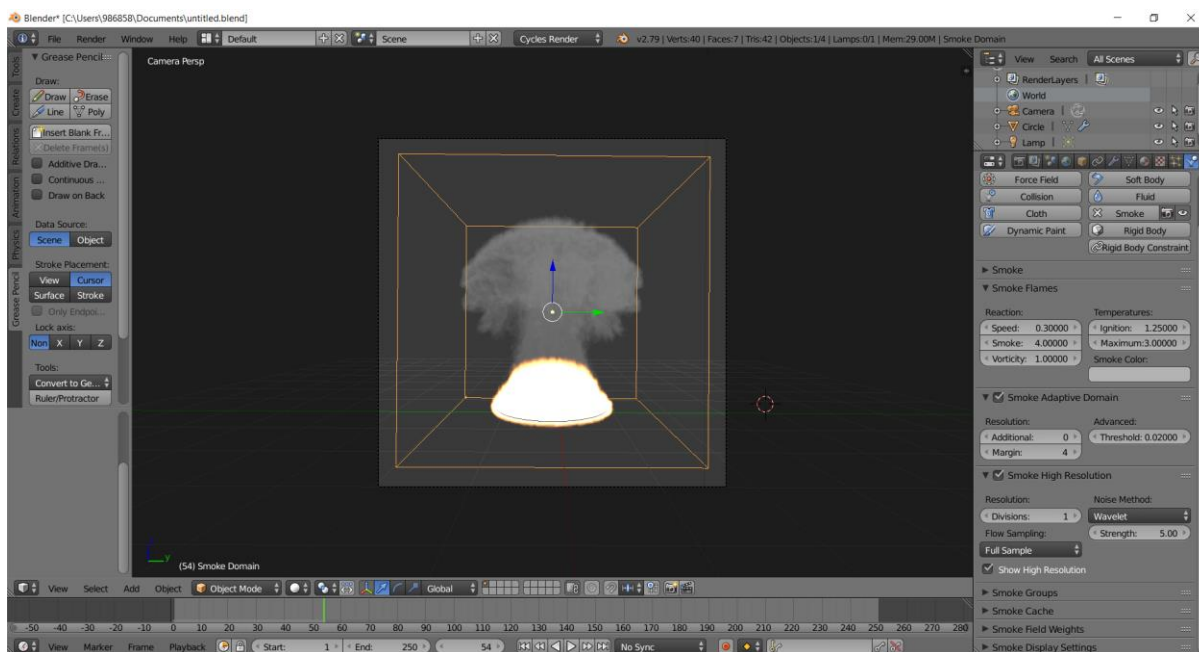 Blender* [C:\Users\986858\Documents\untitled.blend]
File Render Window Help Default Scene Cycles Render v2.79 | Verts:40 | Faces:7 | Tris:42 | Objects:1/4 | Lamps:0/1 | Mem:29.00M | Smoke Domain
Tools
Create
Relations
Animation
Physics
Grease Pencil
Grease Pencil
Draw:
Draw Erase
Line Poly
Insert Blank Fr...
Delete Frame(s)
Additive Dra...
Continuous ...
Draw on Back
Data Source:
Scene Object
Stroke Placement:
View Cursor
Surface Stroke
Only Endpoi...
Lock axis:
Non X Y Z
Tools:
Convert to Ge...
Ruler/Protractor
Camera Persp
y
(54) Smoke Domain
View Search All Scenes
RenderLayers
World
Camera
Circle
Lamp
Force Field Soft Body
Collision Fluid
Cloth Smoke
Dynamic Paint Rigid Body
Rigid Body Constraint
Smoke
Smoke Flames
Reaction: Temperatures:
Speed: 0.30000 Ignition: 1.25000
Smoke: 4.00000 Maximum:3.00000
Vorticity: 1.00000 Smoke Color:
Smoke Adaptive Domain
Resolution: Advanced:
Additional: 0 Threshold: 0.02000
Margin: 4
Smoke High Resolution
Resolution: Noise Method:
Divisions: 1 Wavelet
Flow Sampling: Strength: 5.00
Full Sample
Show High Resolution
Smoke Groups
Smoke Cache
Smoke Field Weights
Smoke Display Settings
View Select Add Object Object Mode Global
-50 -40 -30 -20 -10 0 10 20 30 40 50 60 70 80 90 100 110 120 130 140 150 160 170 180 190 200 210 220 230 240 250 260 270 280
View Marker Frame Playback Start: 1 End: 250 54 No Sync